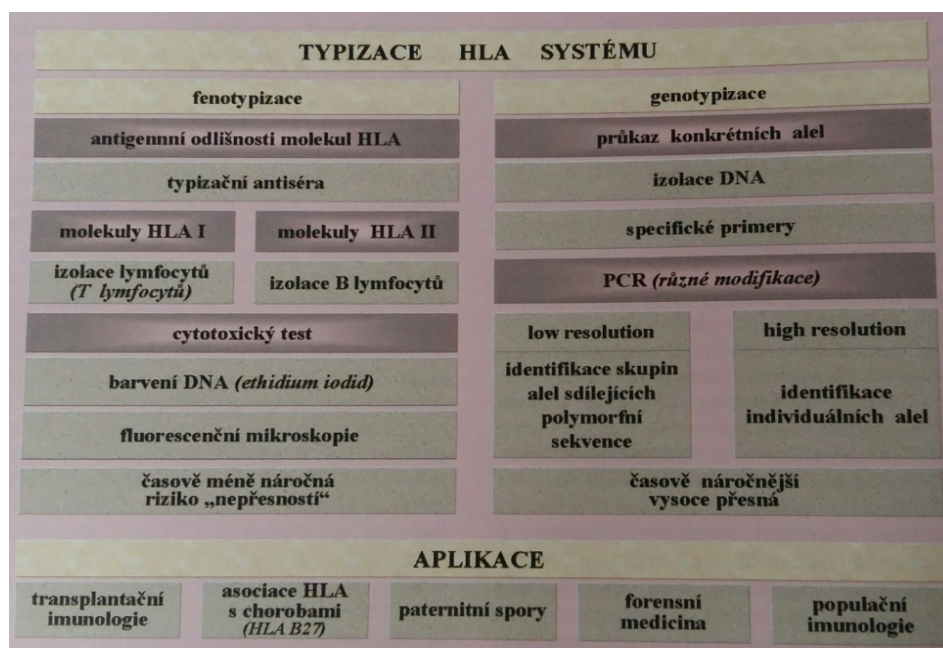 TYPIZACE HLA SYSTÉMU
fenotypizace
antigennní odlišnosti molekul HLA
typizační antiséra
molekuly HLA I
molekuly HLA II
izolace lymfocytů
(T lymfocytů)
izolace B lymfocytů
cytotoxický test
barvení DNA (ethidium iodid)
fluorescenční mikroskopie
časově méně náročná
riziko „nepřesností“
genotypizace
průkaz konkrétních alel
izolace DNA
specifické primery
PCR (různé modifikace)
low resolution
identifikace skupin
alel sdílejících
polymorfní
sekvence
high resolution
identifikace
individuálních alel
časově náročnější
vysoce přesná
APLIKACE
transplantační
imunologie
asociace HLA
s chorobami
(HLA B27)
paternitní spory
forensní
medicina
populační
imunologie